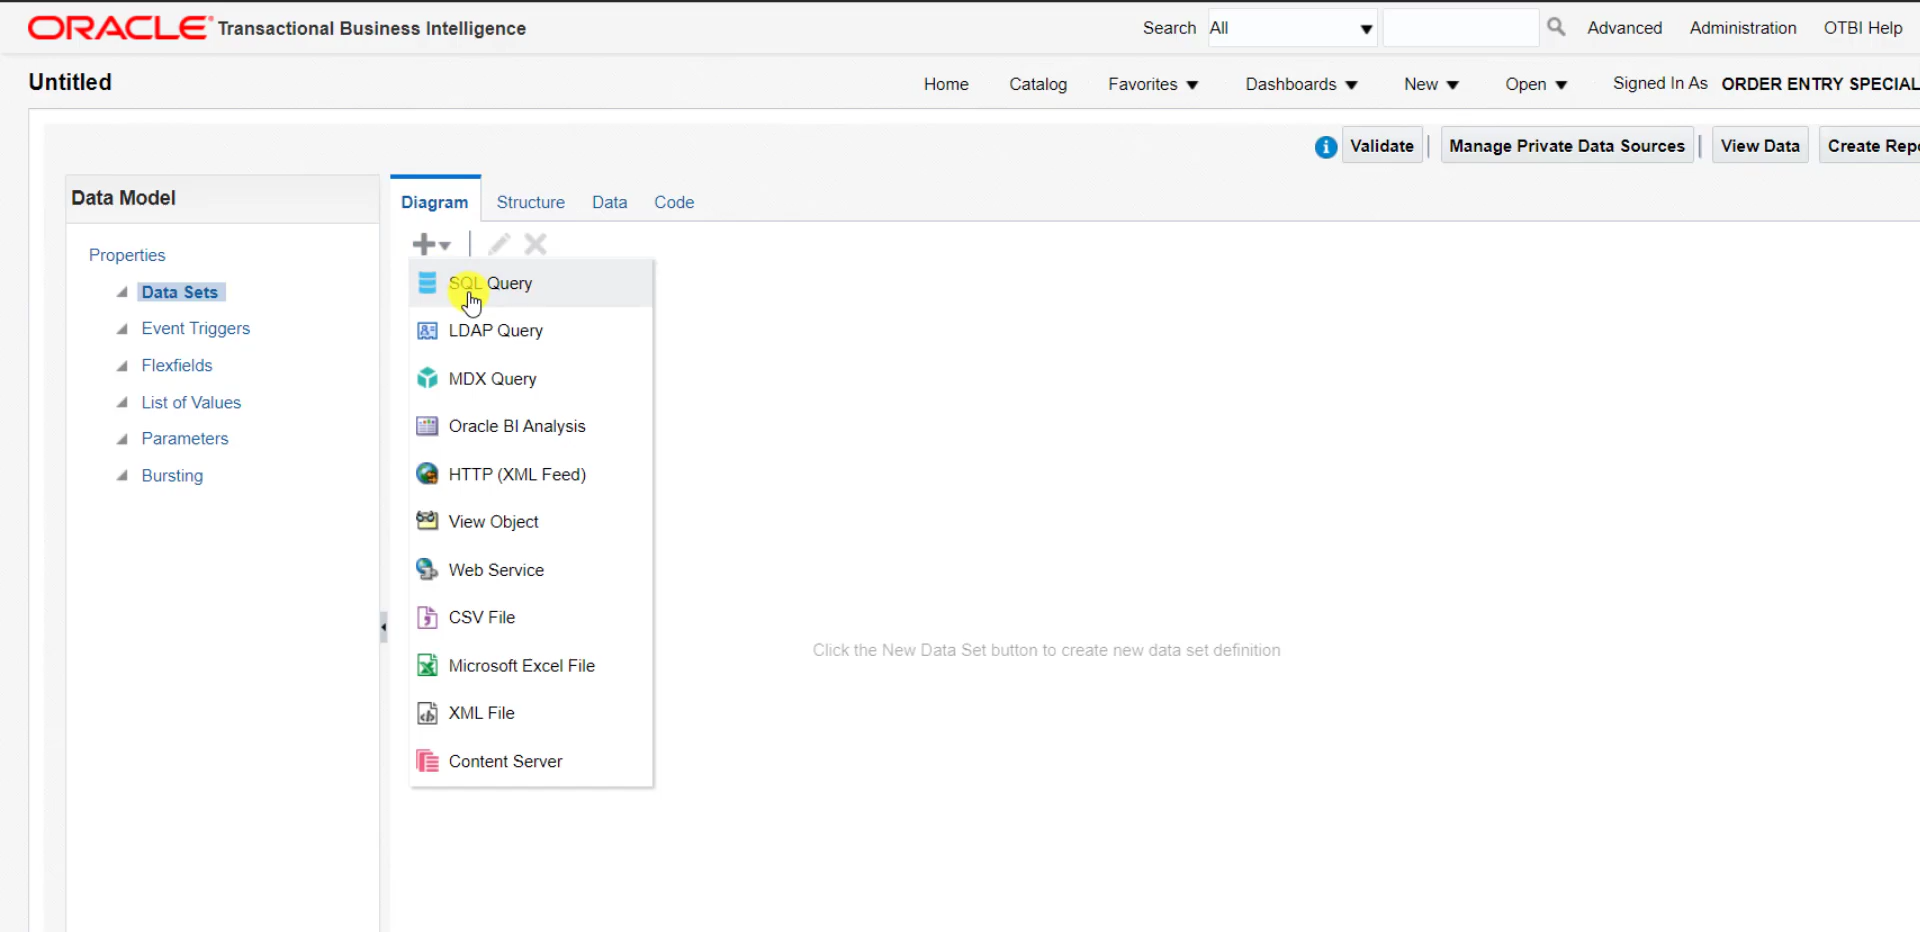 ORACLE Transactional Business Intelligence
Search All Advanced Administration OTBI Help
Untitled
Home Catalog Favorites Dashboards New Open Signed In As ORDER ENTRY SPECIAL
Validate Manage Private Data Sources View Data Create Repo
Data Model
Diagram Structure Data Code
Properties
Data Sets
Event Triggers
Flexfields
List of Values
Parameters
Bursting
SQL Query
LDAP Query
MDX Query
Oracle BI Analysis
HTTP (XML Feed)
View Object
Web Service
CSV File
Microsoft Excel File
XML File
Content Server
Click the New Data Set button to create new data set definition